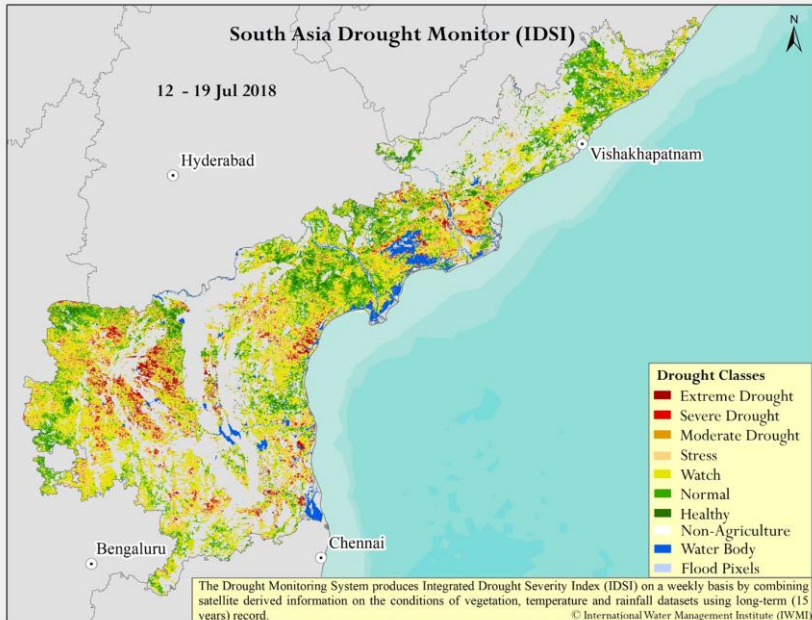 South Asia Drought Monitor (IDSI)
N
12 - 19 Jul 2018
Hyderabad
Vishakhapatnam
Drought Classes
Extreme Drought
Severe Drought
Moderate Drought
Stress
Watch
Normal
Healthy
Non-Agriculture
Water Body
Flood Pixels
Bengaluru
Chennai
The Drought Monitoring System produces Integrated Drought Severity Index (IDSI) on a weekly basis by combining
satellite derived information on the conditions of vegetation, temperature and rainfall datasets using long-term (15
years) record.
© International Water Management Institute (IWMI)